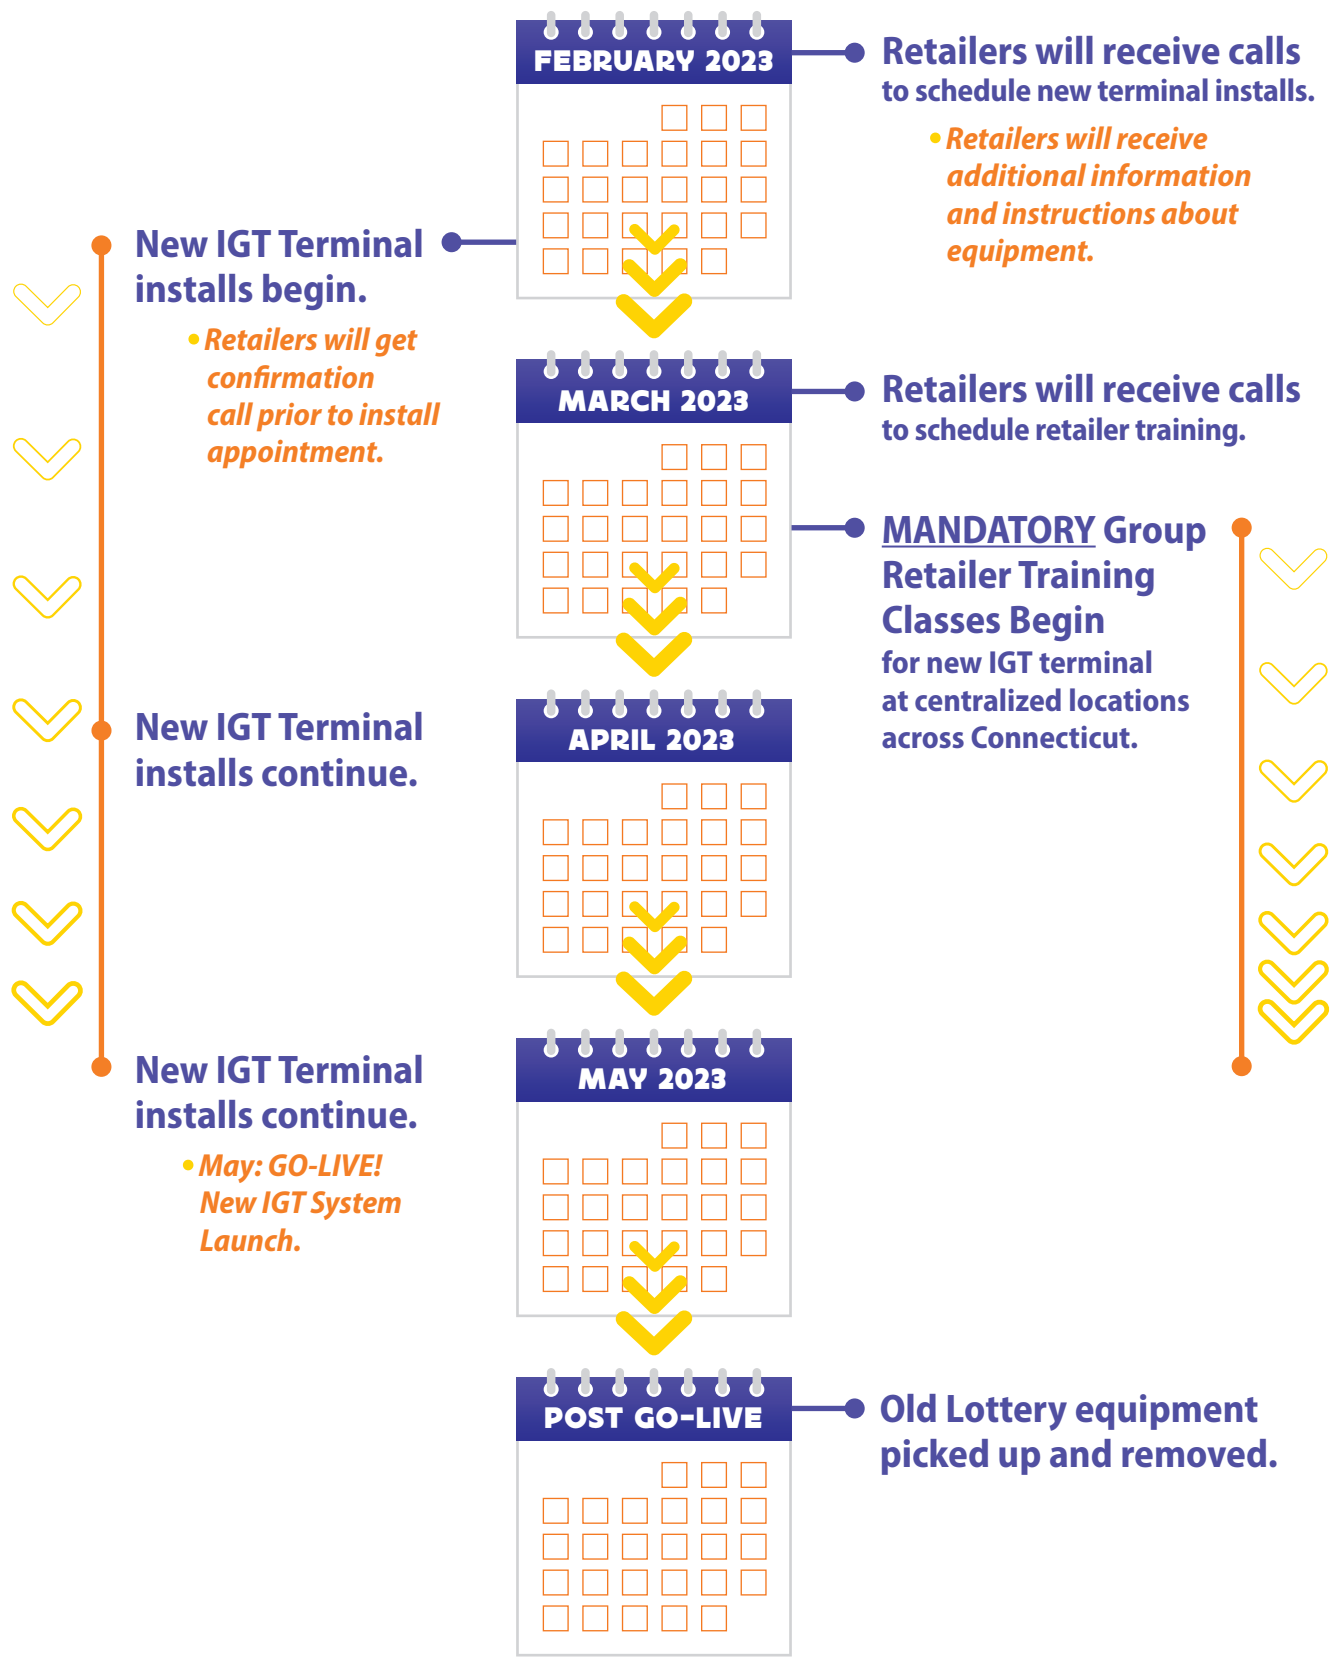 FEBRUARY 2023
Retailers will receive calls
to schedule new terminal installs.
• Retailers will receive
additional information
and instructions about
equipment.
New IGT Terminal
installs begin.
• Retailers will get
confirmation
call prior to install
appointment.
MARCH 2023
Retailers will receive calls
to schedule retailer training.
MANDATORY Group
Retailer Training
Classes Begin
for new IGT terminal
at centralized locations
across Connecticut.
New IGT Terminal
installs continue.
APRIL 2023
MAY 2023
New IGT Terminal
installs continue.
• May: GO-LIVE!
New IGT System
Launch.
POST GO-LIVE
Old Lottery equipment
picked up and removed.